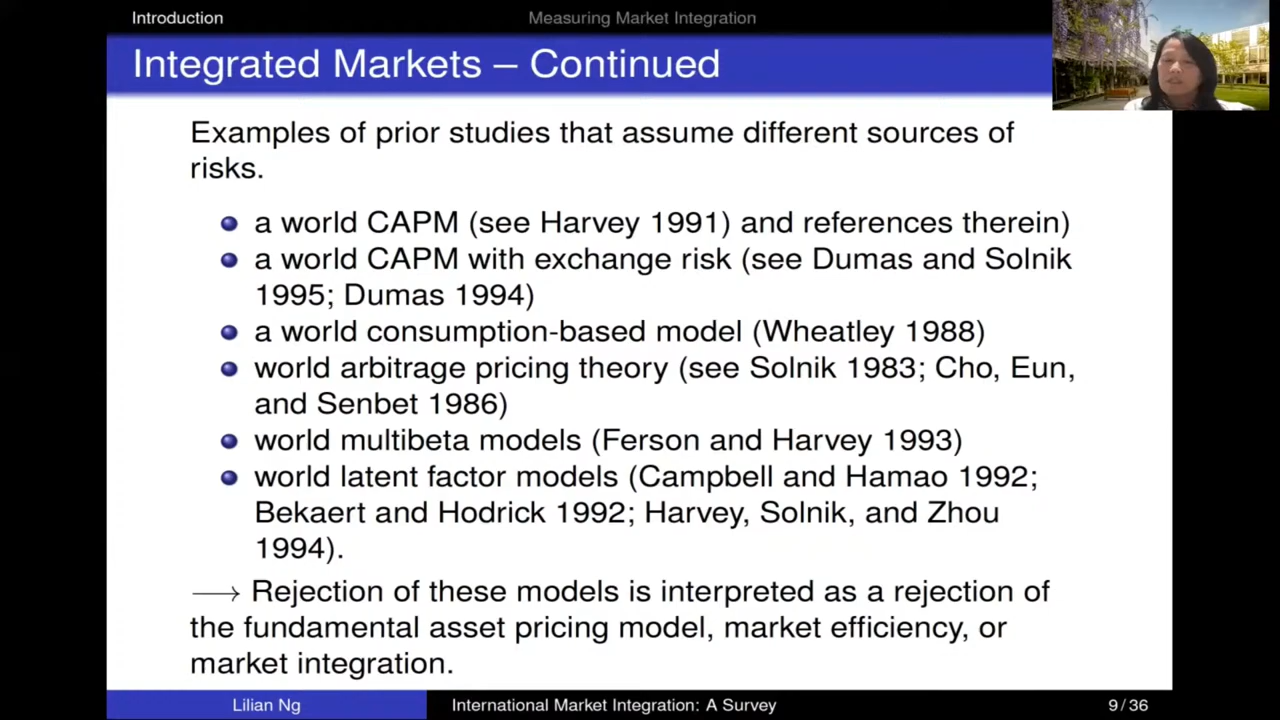 Introduction
Measuring Market Integration
Integrated Markets – Continued
Examples of prior studies that assume different sources of
risks.
a world CAPM (see Harvey 1991) and references therein)
a world CAPM with exchange risk (see Dumas and Solnik
1995; Dumas 1994)
a world consumption-based model (Wheatley 1988)
world arbitrage pricing theory (see Solnik 1983; Cho, Eun,
and Senbet 1986)
world multibeta models (Ferson and Harvey 1993)
world latent factor models (Campbell and Hamao 1992;
Bekaert and Hodrick 1992; Harvey, Solnik, and Zhou
1994).
⟶ Rejection of these models is interpreted as a rejection of
the fundamental asset pricing model, market efficiency, or
market integration.
Lilian Ng
International Market Integration: A Survey
9 / 36